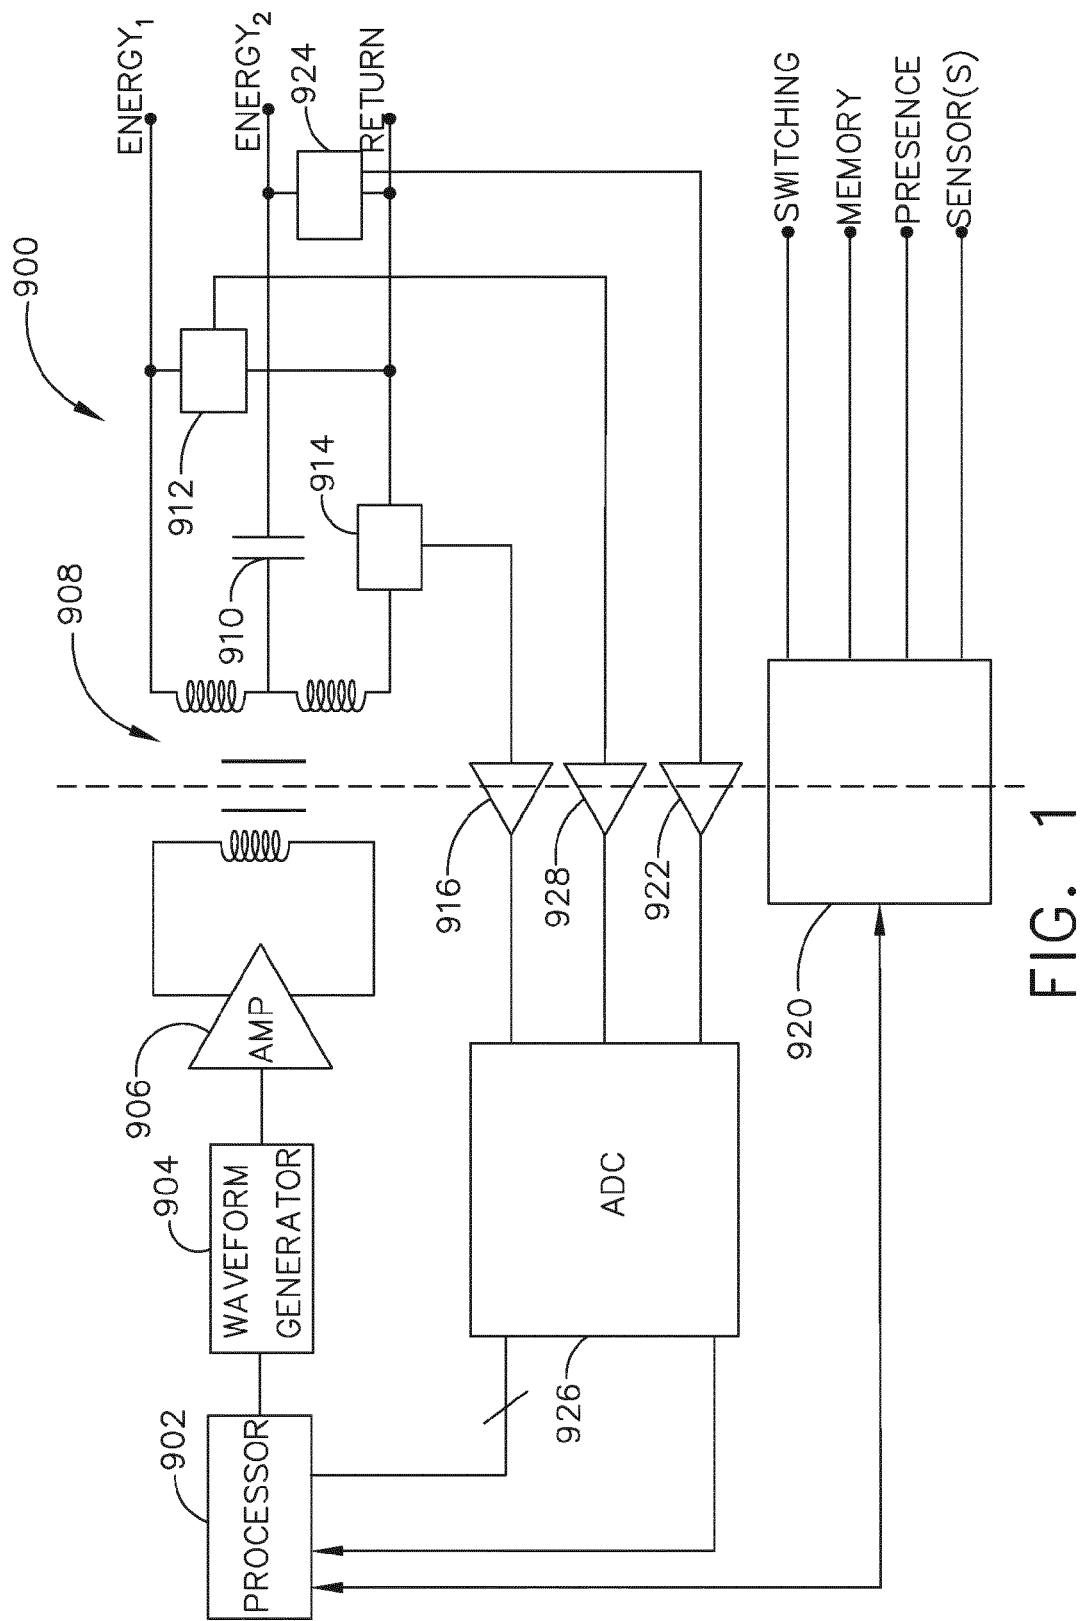 900
ENERGY1
ENERGY2
924
RETURN
912
914
910
908
906
AMP
904
WAVEFORM
GENERATOR
902
PROCESSOR
916
928
922
ADC
926
SWITCHING
MEMORY
PRESENCE
SENSOR(S)
920
FIG. 1